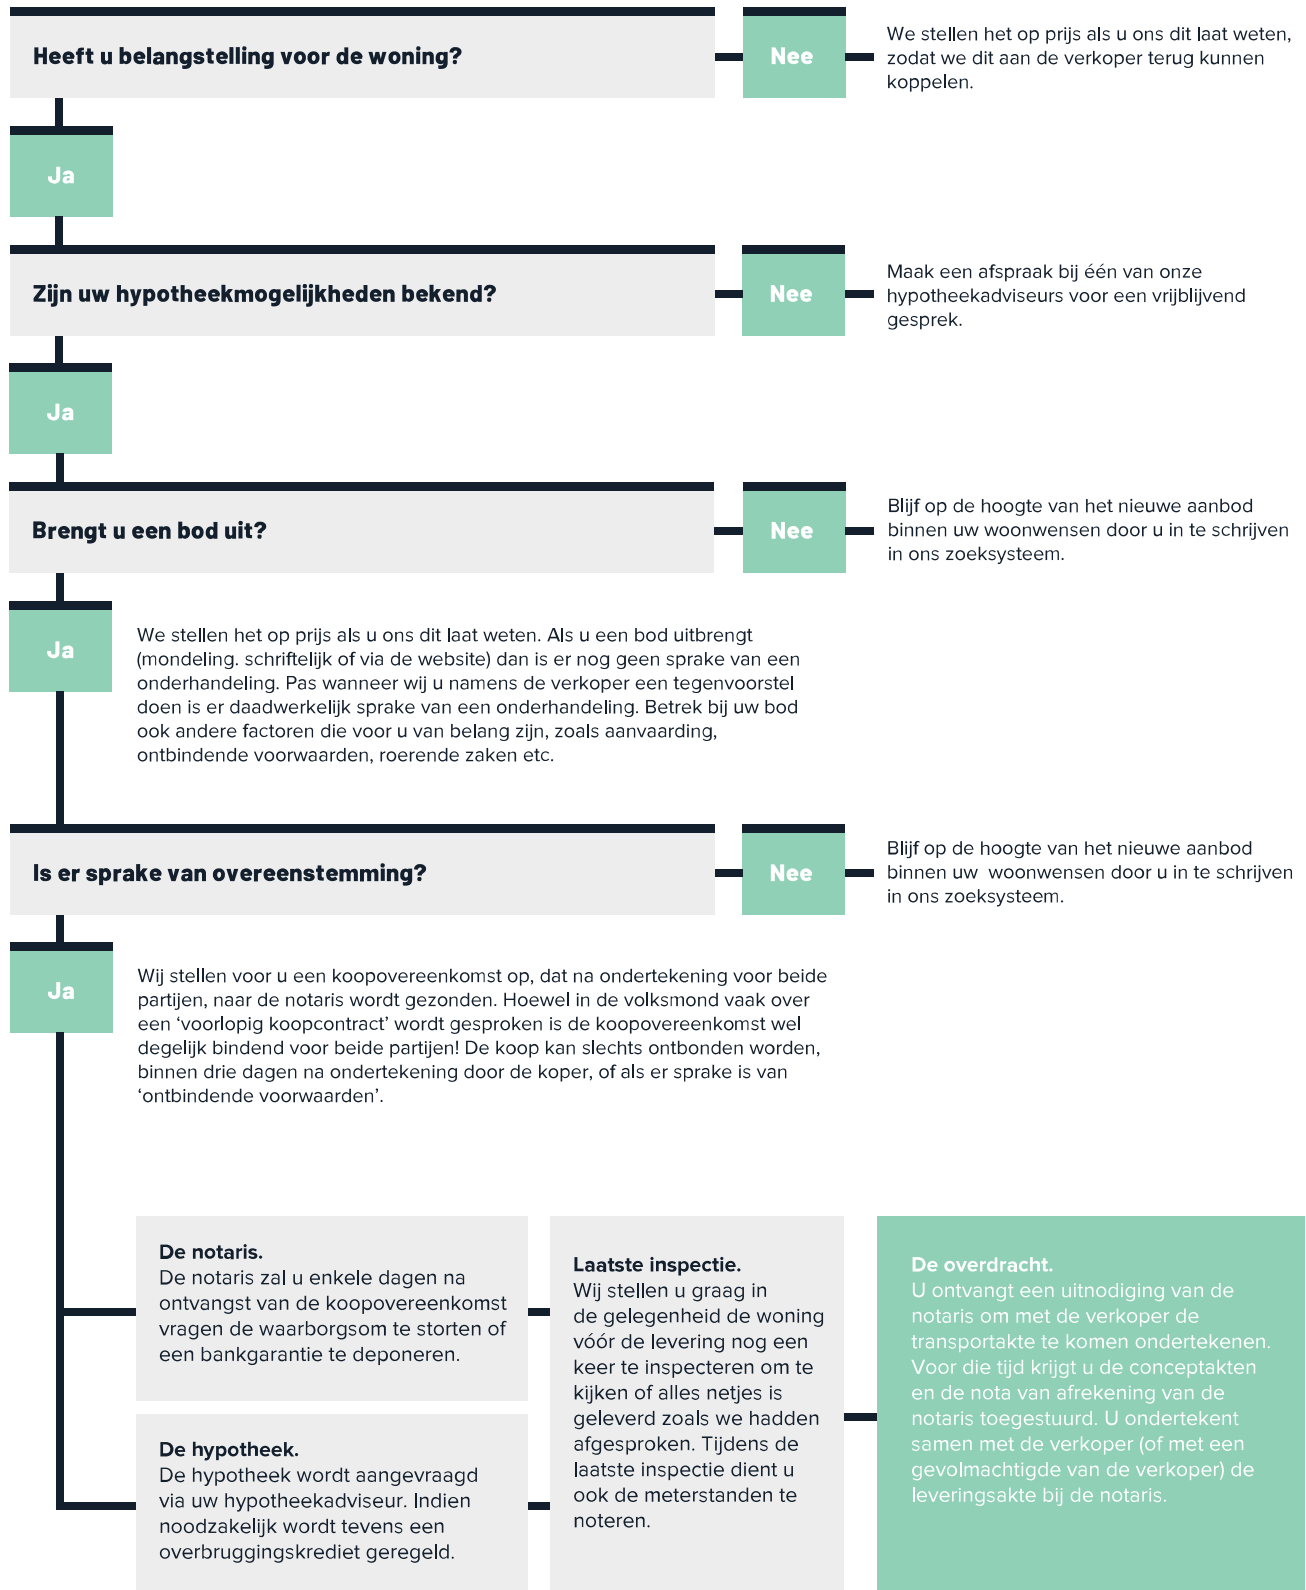 Heeft u belangstelling voor de woning?
Nee
We stellen het op prijs als u ons dit laat weten,
zodat we dit aan de verkoper terug kunnen
koppelen.
Ja
Zijn uw hypotheekmogelijkheden bekend?
Nee
Maak een afspraak bij één van onze
hypotheekadviseurs voor een vrijblijvend
gesprek.
Ja
Brengt u een bod uit?
Nee
Blijf op de hoogte van het nieuwe aanbod
binnen uw woonwensen door u in te schrijven
in ons zoeksysteem.
Ja
We stellen het op prijs als u ons dit laat weten. Als u een bod uitbrengt
(mondeling. schriftelijk of via de website) dan is er nog geen sprake van een
onderhandeling. Pas wanneer wij u namens de verkoper een tegenvoorstel
doen is er daadwerkelijk sprake van een onderhandeling. Betrek bij uw bod
ook andere factoren die voor u van belang zijn, zoals aanvaarding,
ontbindende voorwaarden, roerende zaken etc.
Is er sprake van overeenstemming?
Nee
Blijf op de hoogte van het nieuwe aanbod
binnen uw  woonwensen door u in te schrijven
in ons zoeksysteem.
Ja
Wij stellen voor u een koopovereenkomst op, dat na ondertekening voor beide
partijen, naar de notaris wordt gezonden. Hoewel in de volksmond vaak over
een ‘voorlopig koopcontract’ wordt gesproken is de koopovereenkomst wel
degelijk bindend voor beide partijen! De koop kan slechts ontbonden worden,
binnen drie dagen na ondertekening door de koper, of als er sprake is van
‘ontbindende voorwaarden’.
De notaris.
De notaris zal u enkele dagen na
ontvangst van de koopovereenkomst
vragen de waarborgsom te storten of
een bankgarantie te deponeren.
De hypotheek.
De hypotheek wordt aangevraagd
via uw hypotheekadviseur. Indien
noodzakelijk wordt tevens een
overbruggingskrediet geregeld.
Laatste inspectie.
Wij stellen u graag in
de gelegenheid de woning
vóór de levering nog een
keer te inspecteren om te
kijken of alles netjes is
geleverd zoals we hadden
afgesproken. Tijdens de
laatste inspectie dient u
ook de meterstanden te
noteren.
De overdracht.
U ontvangt een uitnodiging van de
notaris om met de verkoper de
transportakte te komen ondertekenen.
Voor die tijd krijgt u de conceptakten
en de nota van afrekening van de
notaris toegestuurd. U ondertekent
samen met de verkoper (of met een
gevolmachtigde van de verkoper) de
leveringsakte bij de notaris.